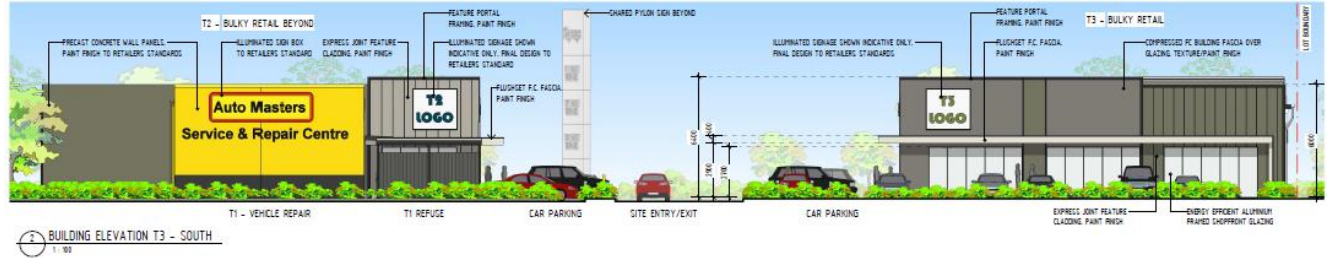 T2 - BULKY RETAIL BEYOND
FEATURE PORTAL
FRAMING, PAINT FINISH
SHARED PYLON SIGN BEYOND
FEATURE PORTAL
FRAMING, PAINT FINISH
T3 - BULKY RETAIL
LOT BOUNDARY
PRECAST CONCRETE WALL PANELS,
PAINT FINISH TO RETAILERS STANDARDS
ILLUMINATED SIGN BOX
TO RETAILERS STANDARD
EXPRESS JOINT FEATURE
CLADDING, PAINT FINISH
ILLUMINATED SIGNAGE SHOWN
INDICATIVE ONLY, FINAL DESIGN TO
RETAILERS STANDARD
ILLUMINATED SIGNAGE SHOWN INDICATIVE ONLY,
FINAL DESIGN TO RETAILERS STANDARDS
FLUSHSET F.C. FASCIA,
PAINT FINISH
COMPRESSED FC BUILDING FASCIA OVER
GLAZING, TEXTURE/PAINT FINISH
FLUSHSET F.C. FASCIA,
PAINT FINISH
Auto Masters
Service & Repair Centre
T2
LOGO
T3
LOGO
6400
600
2900
2700
6000
T1 - VEHICLE REPAIR
T1 REFUSE
CAR PARKING
SITE ENTRY/EXIT
CAR PARKING
EXPRESS JOINT FEATURE
CLADDING, PAINT FINISH
ENERGY EFFICIENT ALUMINIUM
FRAMED SHOPFRONT GLAZING
2
BUILDING ELEVATION T3 - SOUTH
1 : 100